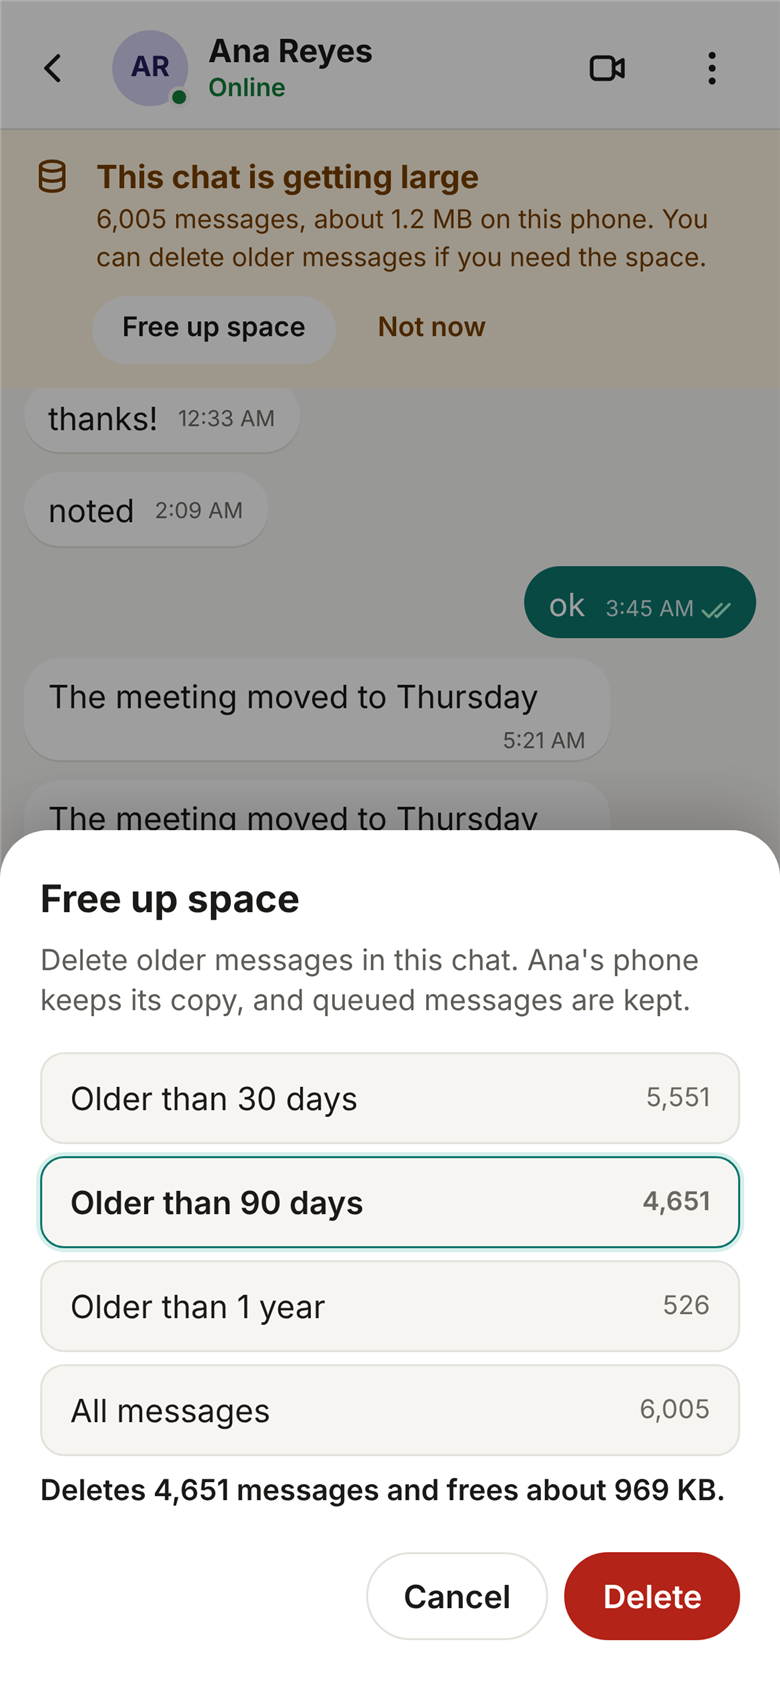 AR
Ana Reyes
Online
This chat is getting large
6,005 messages, about 1.2 MB on this phone. You
can delete older messages if you need the space.
Free up space
Not now
thanks! 12:33 AM
noted 2:09 AM
ok 3:45 AM
The meeting moved to Thursday
5:21 AM
The meeting moved to Thursday
Free up space
Delete older messages in this chat. Ana's phone
keeps its copy, and queued messages are kept.
Older than 30 days 5,551
Older than 90 days 4,651
Older than 1 year 526
All messages 6,005
Deletes 4,651 messages and frees about 969 KB.
Cancel
Delete